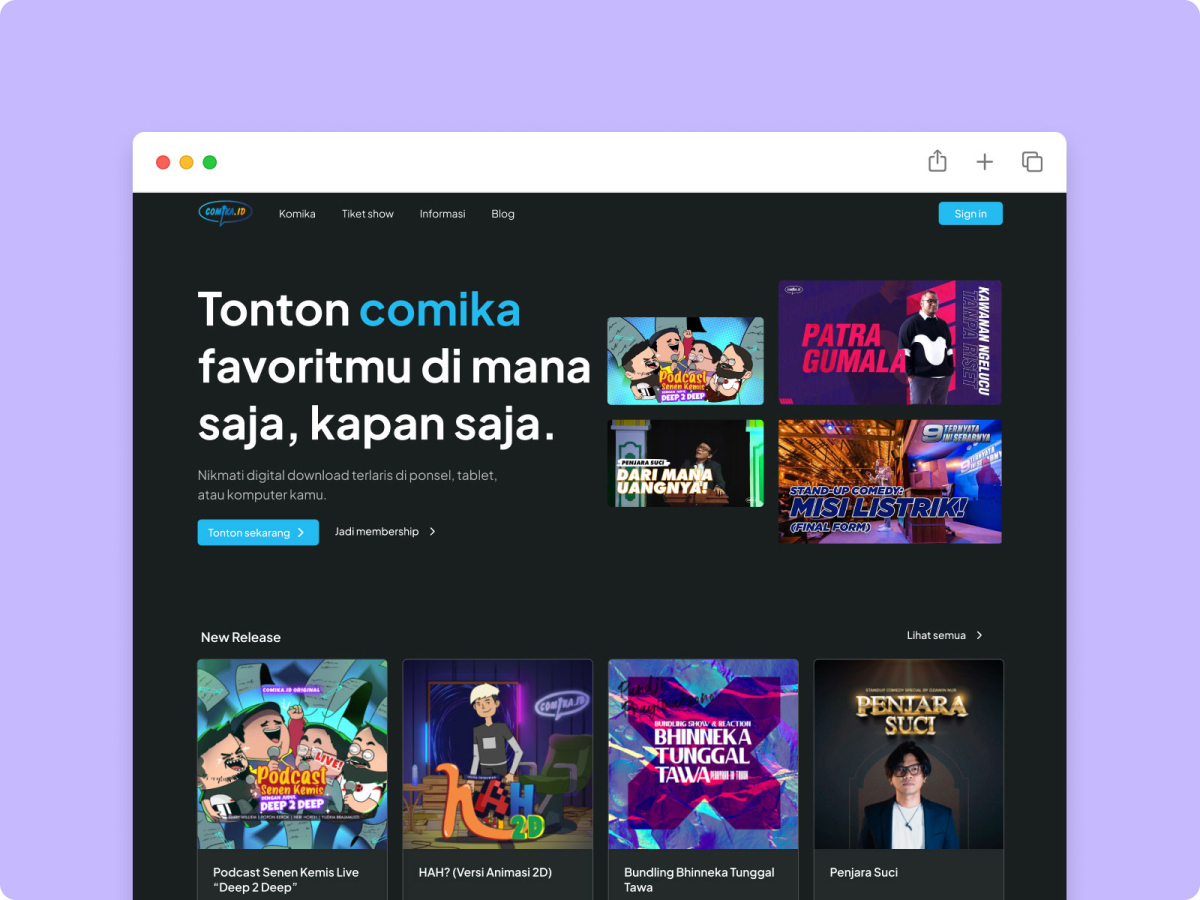 COMIKA.ID
Komika
Tiket show
Informasi
Blog
Sign in
Tonton comika
favoritmu di mana
saja, kapan saja.
Nikmati digital download terlaris di ponsel, tablet,
atau komputer kamu.
Tonton sekarang
Jadi membership
Podcast
Senen Kemis
DEEP 2 DEEP
PATRA
GUMALA
KAWANAN NGELUCU
TANPA RISET
PENJARA SUCI
DARI MANA
UANGNYA!
9 TERNYATA
INI SEBABNYA
STAND-UP COMEDY:
MISI LISTRIK!
(FINAL FORM)
New Release
Lihat semua
COMIKA.ID ORIGINAL
LIVE!
Podcast
Senen Kemis
DENGAN JUDUL
DEEP 2 DEEP
COMIKA.ID
HAH
2D
BUNDLING SHOW & REACTION
BHINNEKA
TUNGGAL
TAWA
PENJARA
SUCI
Podcast Senen Kemis Live
“Deep 2 Deep”
HAH? (Versi Animasi 2D)
Bundling Bhinneka Tunggal
Tawa
Penjara Suci